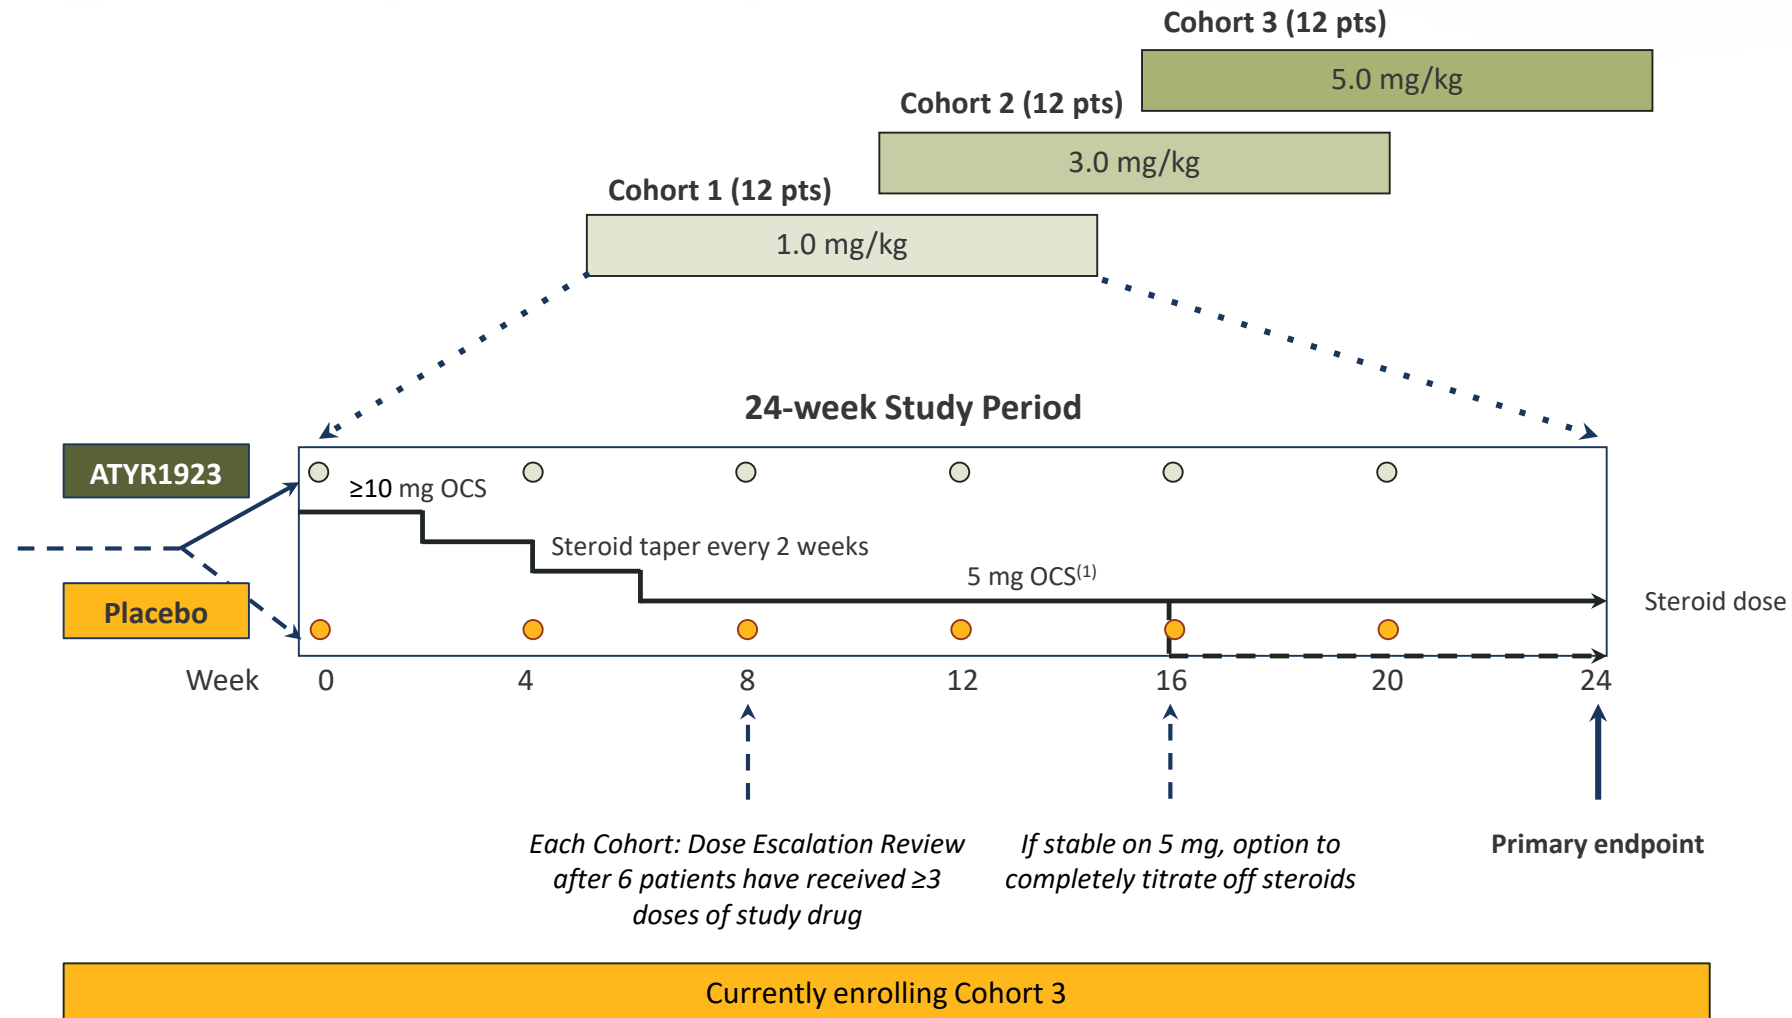 Cohort 3 (12 pts)
5.0 mg/kg
Cohort 2 (12 pts)
3.0 mg/kg
Cohort 1 (12 pts)
1.0 mg/kg
24-week Study Period
ATYR1923
≥10 mg OCS
Steroid taper every 2 weeks
5 mg OCS(1)
Placebo
Steroid dose
Week 0 4 8 12 16 20 24
Each Cohort: Dose Escalation Review
after 6 patients have received ≥3
doses of study drug
If stable on 5 mg, option to
completely titrate off steroids
Primary endpoint
Currently enrolling Cohort 3